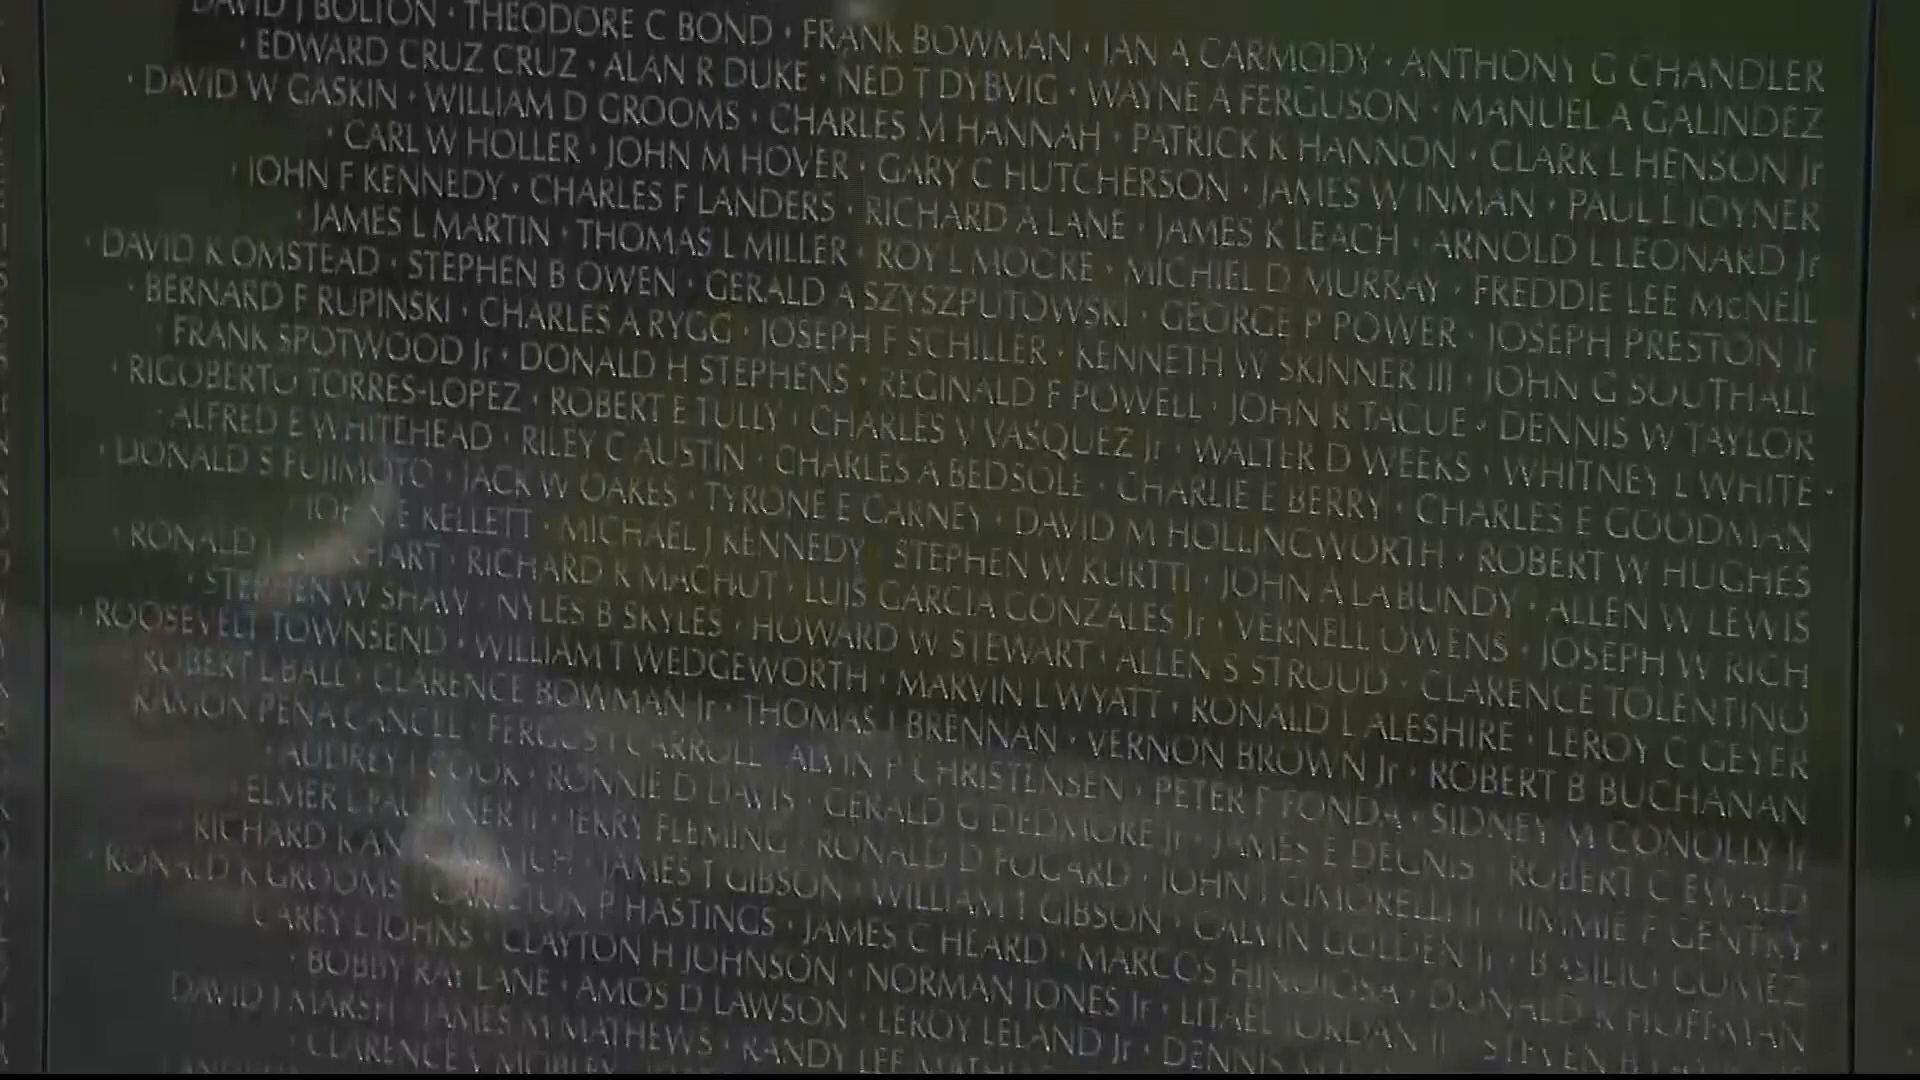 DAVID J BOLTON · THEODORE C BOND · FRANK BOWMAN · IAN A CARMODY · ANTHONY G CHANDLER
· EDWARD CRUZ CRUZ · ALAN R DUKE · NED T DYBVIG · WAYNE A FERGUSON · MANUEL A GALINDEZ
· DAVID W GASKIN · WILLIAM D GROOMS · CHARLES M HANNAH · PATRICK K HANNON · CLARK L HENSON Jr
· CARL W HOLLER · JOHN M HOVER · GARY C HUTCHERSON · JAMES W INMAN · PAUL L JOYNER
· JOHN F KENNEDY · CHARLES F LANDERS · RICHARD A LANE · JAMES K LEACH · ARNOLD L LEONARD Jr
· JAMES L MARTIN · THOMAS L MILLER · ROY L MOORE · MICHIEL D MURRAY · FREDDIE LEE McNEIL
· DAVID K OMSTEAD · STEPHEN B OWEN · GERALD A SZYSZPUTOWSKI · GEORGE P POWER · JOSEPH PRESTON Jr
· BERNARD F RUPINSKI · CHARLES A RYGG · JOSEPH F SCHILLER · KENNETH W SKINNER III · JOHN G SOUTHALL
· FRANK SPOTWOOD Jr · DONALD H STEPHENS · REGINALD F POWELL · JOHN R TACUE · DENNIS W TAYLOR
· RIGOBERTO TORRES-LOPEZ · ROBERT E TULLY · CHARLES V VASQUEZ Jr · WALTER D WEEKS · WHITNEY L WHITE ·
· ALFRED E WHITEHEAD · RILEY C AUSTIN · CHARLES A BEDSOLE · CHARLIE E BERRY · CHARLES E GOODMAN
· DONALD S FUJIMOTO · JACK W OAKES · TYRONE E CARNEY · DAVID M HOLLINGWORTH · ROBERT W HUGHES
· E KELLETT · MICHAEL J KENNEDY · STEPHEN W KURTTI · JOHN A LABUNDY · ALLEN W LEWIS
· RONALD · RICHARD R MACHUT · LUIS GARCIA GONZALES Jr · VERNELL OWENS · JOSEPH W RICH
· STEPHEN W SHAW · NYLES B SKYLES · HOWARD W STEWART · ALLEN S STROUD · CLARENCE TOLENTINO
· ROOSEVELT TOWNSEND · WILLIAM T WEDGEWORTH · MARVIN L WYATT · RONALD L ALESHIRE · LEROY C GEYER
· ROBERT L BALL · CLARENCE BOWMAN Jr · THOMAS J BRENNAN · VERNON BROWN Jr · ROBERT B BUCHANAN
RAMON PENA · FERGUS J CARROLL · ALVIN P CHRISTENSEN · PETER F FONDA · SIDNEY M CONOLLY Jr
· AUDREY COOK · RONNIE D DAVIS · GERALD G DEDMORE Jr · JAMES E DEGNIS · ROBERT C EWALD
· ELMER L · JERRY FLEMING · RONALD D FOGARD · JOHN J CIMORELLI Jr · JIMMIE F GENTRY ·
RICHARD · JAMES T GIBSON · WILLIAM T GIBSON · CALVIN GOLDEN Jr · BASILIO GOMEZ
· RONALD K GROOMS · CARLTON P HASTINGS · JAMES C HEARD · MARCOS HINOJOSA · DONALD R HOFFMAN
CAREY L JOHNS · CLAYTON H JOHNSON · NORMAN JONES Jr · JORDAN · STEVEN
· BOBBY RAY LANE · AMOS D LAWSON · LEROY LELAND Jr · DENNIS
DAVID J MARSH · JAMES M MATHEWS · RANDY LEE
· CLARENCE